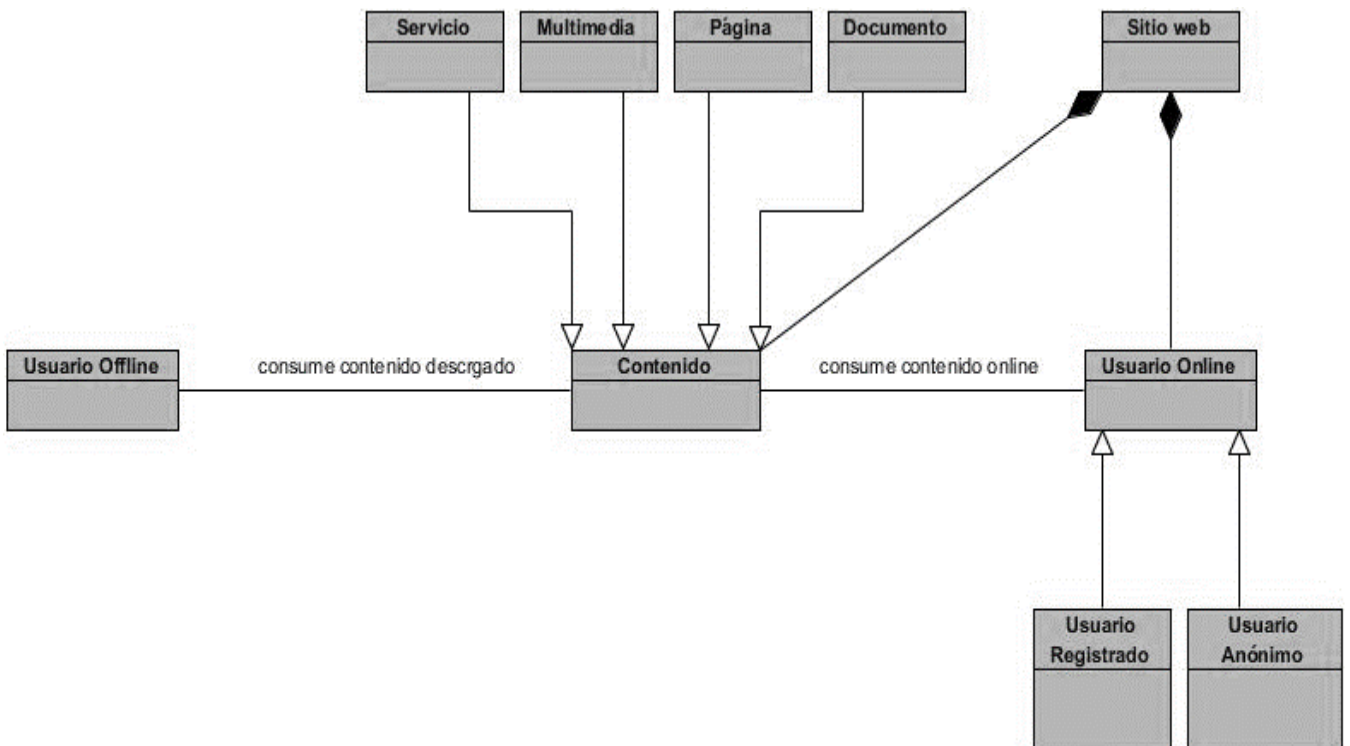 Servicio
Multimedia
Página
Documento
Sitio web
Usuario Offline
consume contenido descrgado
Contenido
consume contenido online
Usuario Online
Usuario
Registrado
Usuario
Anónimo